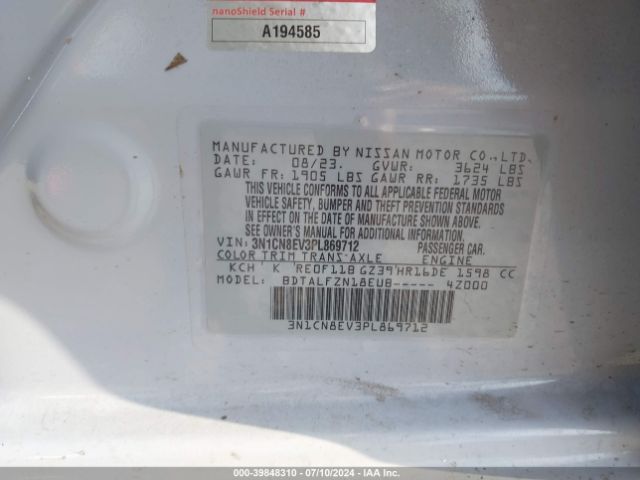 nanoShield Serial #
A194585
MANUFACTURED BY NISSAN MOTOR CO., LTD.
DATE: 08/23. GVWR: 3624 LBS
GAWR FR: 1905 LBS GAWR RR: 1735 LBS
THIS VEHICLE CONFORMS TO ALL APPLICABLE FEDERAL MOTOR
VEHICLE SAFETY, BUMPER AND THEFT PREVENTION STANDARDS
IN EFFECT ON THE DATE OF MANUFACTURE SHOWN ABOVE.
SEE OWNER'S MANUAL FOR ADDITIONAL INFORMATION.
VIN: 3N1CN8EV3PL869712 PASSENGER CAR.
COLOR TRIM TRANS AXLE ENGINE
KCH K RE0F11B GZ39 HR16DE 1598 CC
MODEL: BDTALFZN18EUB----- 4Z000
3N1CN8EV3PL869712
000-39848310 - 07/10/2024 - IAA Inc.